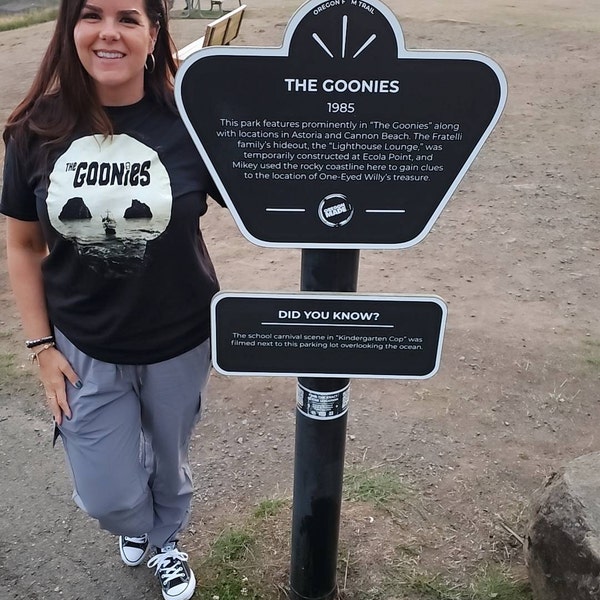 OREGON FILM TRAIL
THE GOONIES
1985
This park features prominently in "The Goonies" along
with locations in Astoria and Cannon Beach. The Fratelli
family's hideout, the "Lighthouse Lounge," was
temporarily constructed at Ecola Point, and
Mikey used the rocky coastline here to gain clues
to the location of One-Eyed Willy's treasure.
OREGON
MADE
THE
GOONIES
DID YOU KNOW?
The school carnival scene in "Kindergarten Cop" was
filmed next to this parking lot overlooking the ocean.